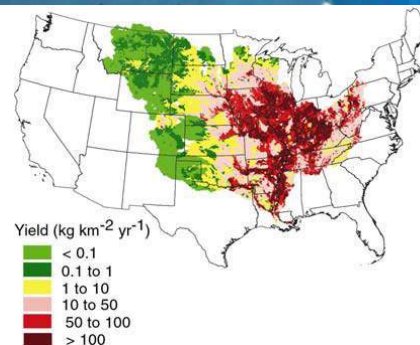 Yield (kg km⁻² yr⁻¹)
< 0.1
0.1 to 1
1 to 10
10 to 50
50 to 100
> 100